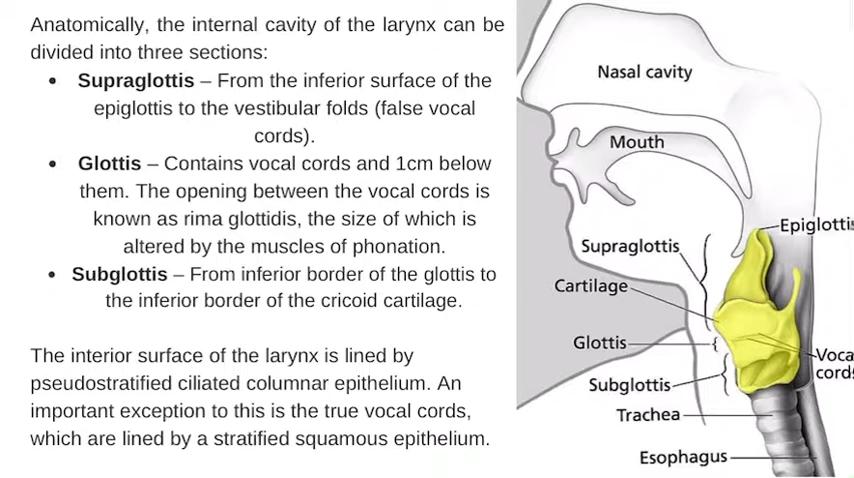 Anatomically, the internal cavity of the larynx can be
divided into three sections:
• Supraglottis – From the inferior surface of the
epiglottis to the vestibular folds (false vocal
cords).
• Glottis – Contains vocal cords and 1cm below
them. The opening between the vocal cords is
known as rima glottidis, the size of which is
altered by the muscles of phonation.
• Subglottis – From inferior border of the glottis to
the inferior border of the cricoid cartilage.
The interior surface of the larynx is lined by
pseudostratified ciliated columnar epithelium. An
important exception to this is the true vocal cords,
which are lined by a stratified squamous epithelium.
Nasal cavity
Mouth
Epiglottis
Supraglottis
Cartilage
Glottis
Voca
cords
Subglottis
Trachea
Esophagus